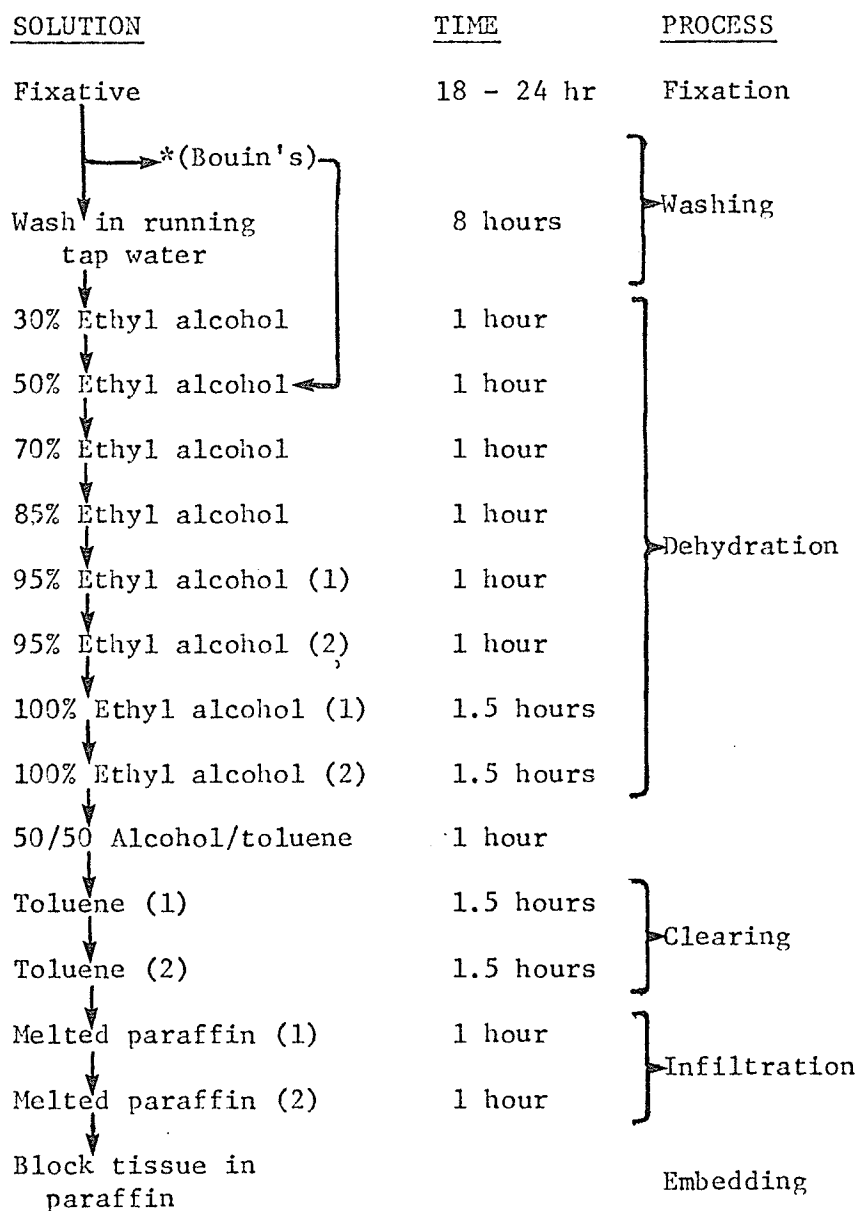 SOLUTION TIME PROCESS
Fixative 18 - 24 hr Fixation
*(Bouin's)
Washing
Wash in running 8 hours
tap water
30% Ethyl alcohol 1 hour
50% Ethyl alcohol 1 hour
70% Ethyl alcohol 1 hour
85% Ethyl alcohol 1 hour
Dehydration
95% Ethyl alcohol (1) 1 hour
95% Ethyl alcohol (2) 1 hour
100% Ethyl alcohol (1) 1.5 hours
100% Ethyl alcohol (2) 1.5 hours
50/50 Alcohol/toluene 1 hour
Toluene (1) 1.5 hours
Clearing
Toluene (2) 1.5 hours
Melted paraffin (1) 1 hour
Infiltration
Melted paraffin (2) 1 hour
Block tissue in
Embedding
paraffin